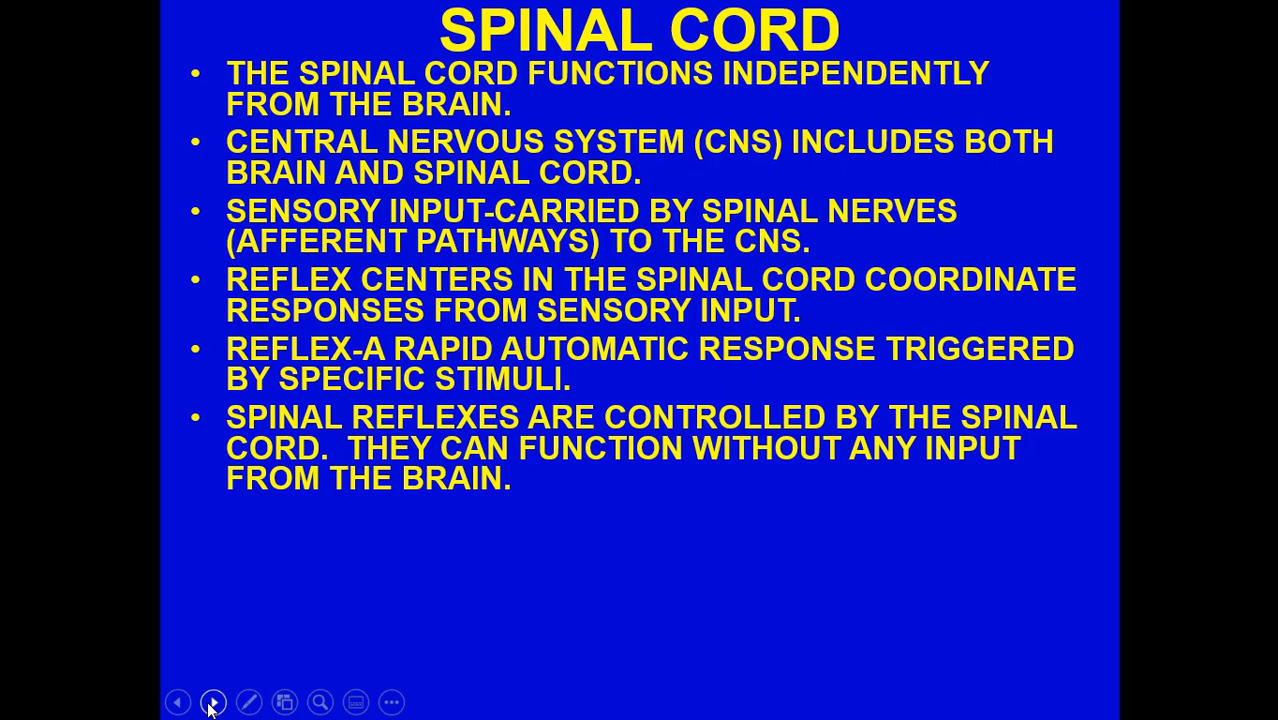 SPINAL CORD
• THE SPINAL CORD FUNCTIONS INDEPENDENTLY
FROM THE BRAIN.
• CENTRAL NERVOUS SYSTEM (CNS) INCLUDES BOTH
BRAIN AND SPINAL CORD.
• SENSORY INPUT-CARRIED BY SPINAL NERVES
(AFFERENT PATHWAYS) TO THE CNS.
• REFLEX CENTERS IN THE SPINAL CORD COORDINATE
RESPONSES FROM SENSORY INPUT.
• REFLEX-A RAPID AUTOMATIC RESPONSE TRIGGERED
BY SPECIFIC STIMULI.
• SPINAL REFLEXES ARE CONTROLLED BY THE SPINAL
CORD.  THEY CAN FUNCTION WITHOUT ANY INPUT
FROM THE BRAIN.